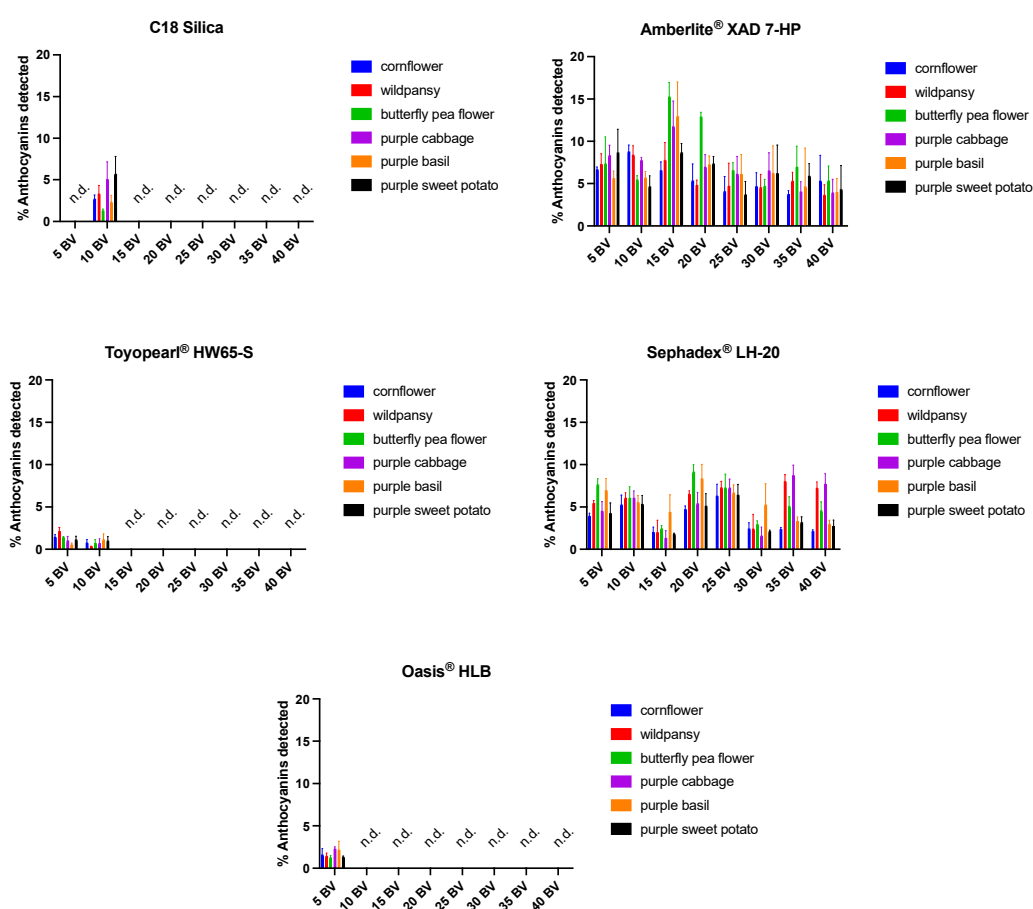 C18 Silica
% Anthocyanins detected
20
15
10
5
0
n.d.
n.d.
n.d.
n.d.
n.d.
n.d.
n.d.
5 BV
10 BV
15 BV
20 BV
25 BV
30 BV
35 BV
40 BV
cornflower
wildpansy
butterfly pea flower
purple cabbage
purple basil
purple sweet potato
Amberlite® XAD 7-HP
% Anthocyanins detected
20
15
10
5
0
5 BV
10 BV
15 BV
20 BV
25 BV
30 BV
35 BV
40 BV
cornflower
wildpansy
butterfly pea flower
purple cabbage
purple basil
purple sweet potato
Toyopearl® HW65-S
% Anthocyanins detected
20
15
10
5
0
n.d.
n.d.
n.d.
n.d.
n.d.
n.d.
5 BV
10 BV
15 BV
20 BV
25 BV
30 BV
35 BV
40 BV
cornflower
wildpansy
butterfly pea flower
purple cabbage
purple basil
purple sweet potato
Sephadex® LH-20
% Anthocyanins detected
20
15
10
5
0
5 BV
10 BV
15 BV
20 BV
25 BV
30 BV
35 BV
40 BV
cornflower
wildpansy
butterfly pea flower
purple cabbage
purple basil
purple sweet potato
Oasis® HLB
% Anthocyanins detected
20
15
10
5
0
n.d.
n.d.
n.d.
n.d.
n.d.
n.d.
n.d.
5 BV
10 BV
15 BV
20 BV
25 BV
30 BV
35 BV
40 BV
cornflower
wildpansy
butterfly pea flower
purple cabbage
purple basil
purple sweet potato